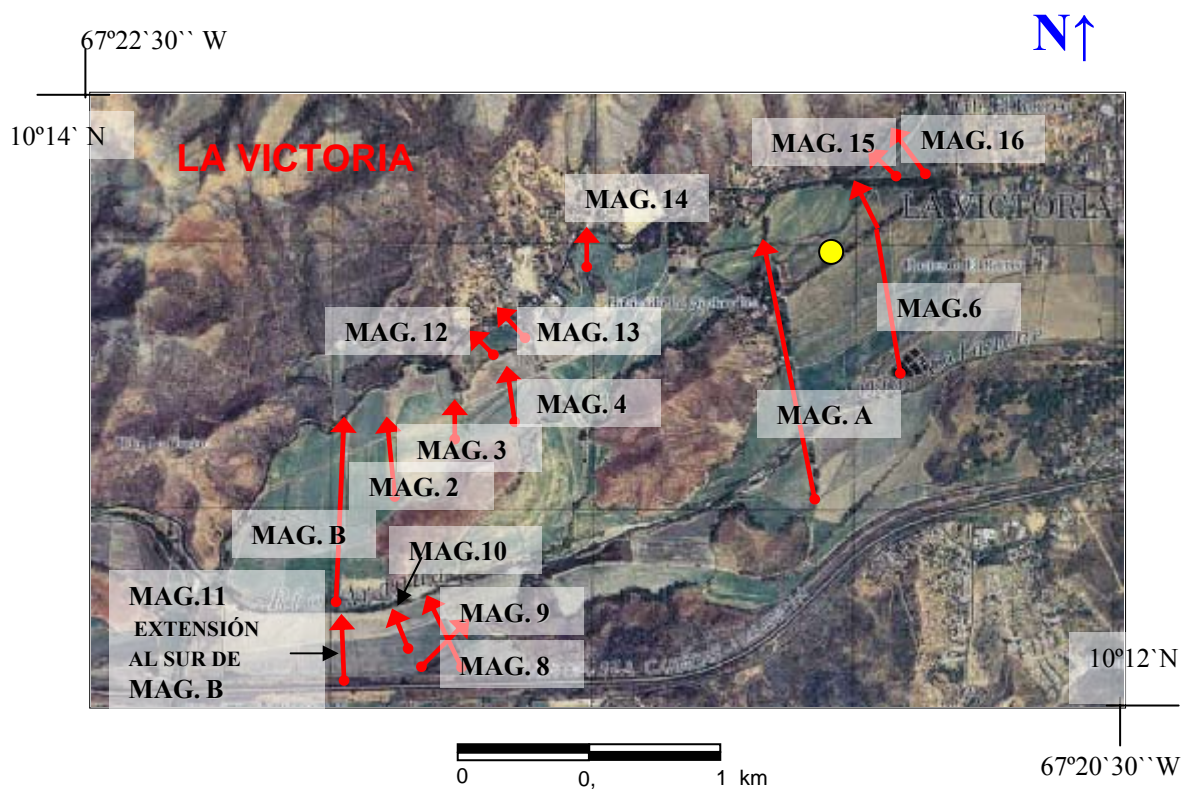 67º22`30`` W
N↑
10º14` N
LA VICTORIA
MAG. 15
MAG. 16
MAG. 14
LA VICTORIA
MAG. 12
MAG. 13
MAG.6
MAG. 4
MAG. A
MAG. 3
MAG. 2
MAG. B
MAG.10
MAG.11
EXTENSIÓN
AL SUR DE
MAG. B
MAG. 9
MAG. 8
10º12`N
0
0,
1 km
67º20`30`` W